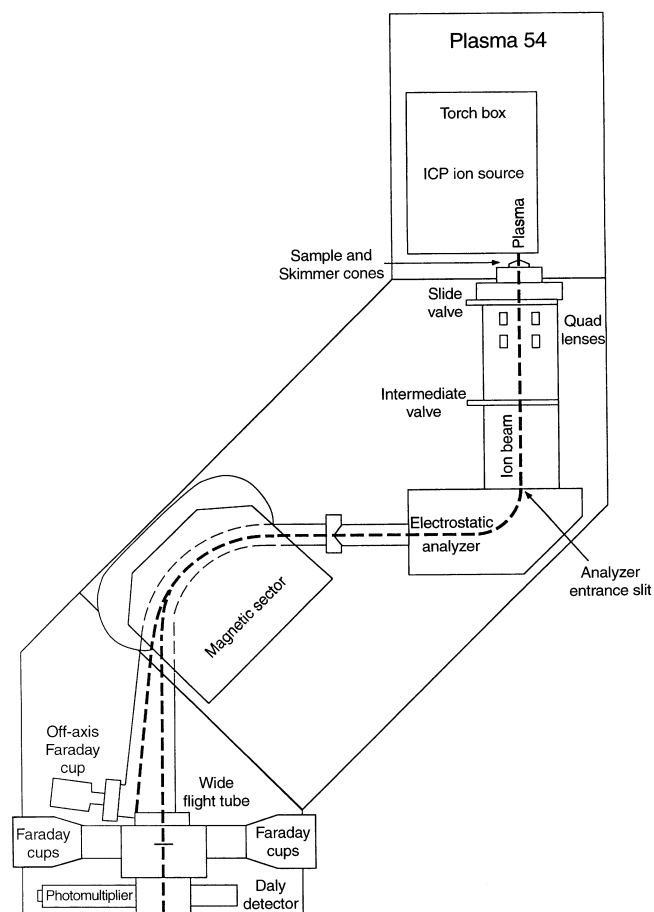 Plasma 54
Torch box
ICP ion source
Plasma
Sample and
Skimmer cones
Slide
valve
Quad
lenses
Intermediate
valve
Ion beam
Electrostatic
analyzer
Analyzer
entrance slit
Magnetic sector
Off-axis
Faraday
cup
Wide
flight tube
Faraday
cups
Faraday
cups
Photomultiplier
Daly
detector